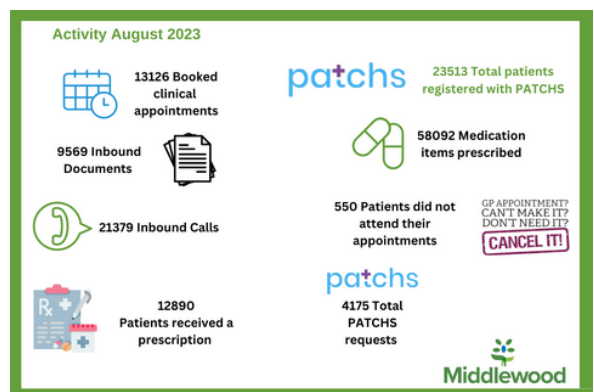 Activity August 2023
13126 Booked
clinical
appointments
patchs
23513 Total patients
registered with PATCHS
9569 Inbound
Documents
58092 Medication
items prescribed
21379 Inbound Calls
550 Patients did not
attend their
appointments
GP APPOINTMENT?
CAN'T MAKE IT?
DON'T NEED IT?
CANCEL IT!
Rx
12890
Patients received a
prescription
patchs
4175 Total
PATCHS
requests
Middlewood